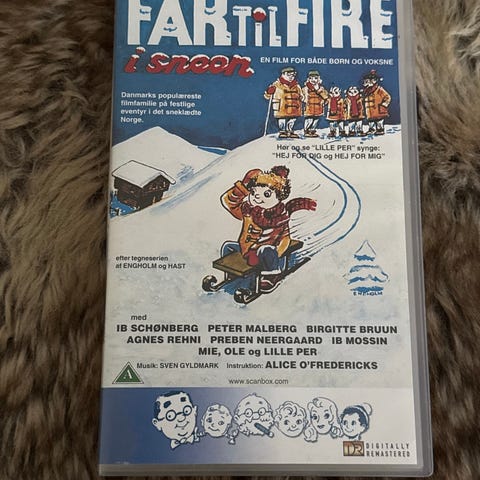 FAR TIL FIRE
i sneen
EN FILM FOR BÅDE BØRN OG VOKSNE
Danmarks populæreste
filmfamilie på festlige
eventyr i det sneklædte
Norge.
Hør og se "LILLE PER" synge:
"HEJ FOR DIG og HEJ FOR MIG"
efter tegneserien
af ENGHOLM og HAST
ENGHOLM
med
IB SCHØNBERG PETER MALBERG BIRGITTE BRUUN
AGNES REHNI PREBEN NEERGAARD IB MOSSIN
MIE, OLE og LILLE PER
Musik: SVEN GYLDMARK Instruktion: ALICE O'FREDERICKS
A
www.scanbox.com
DR DIGITALLY
REMASTERED